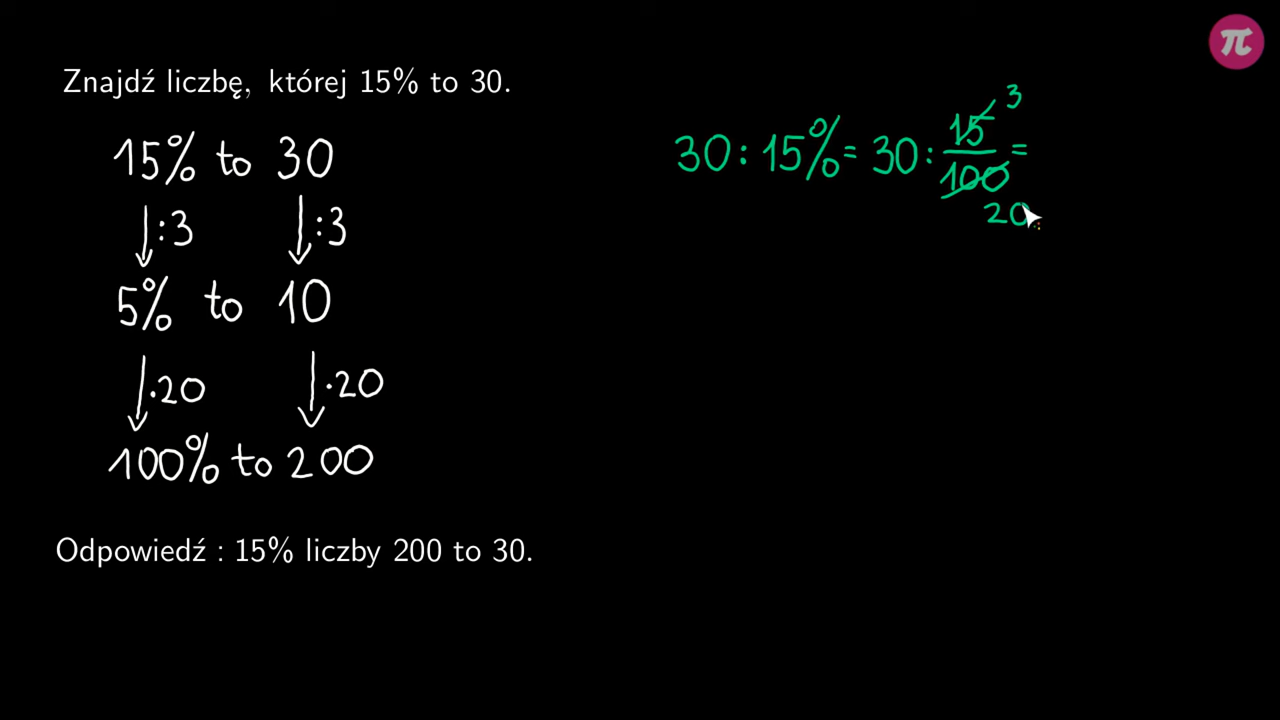 Znajdź liczbę, której 15% to 30.
15% to 30
:3 :3
5% to 10
·20 ·20
100% to 200
Odpowiedź : 15% liczby 200 to 30.
π
3
30 : 15% = 30 : 15/100 =
20